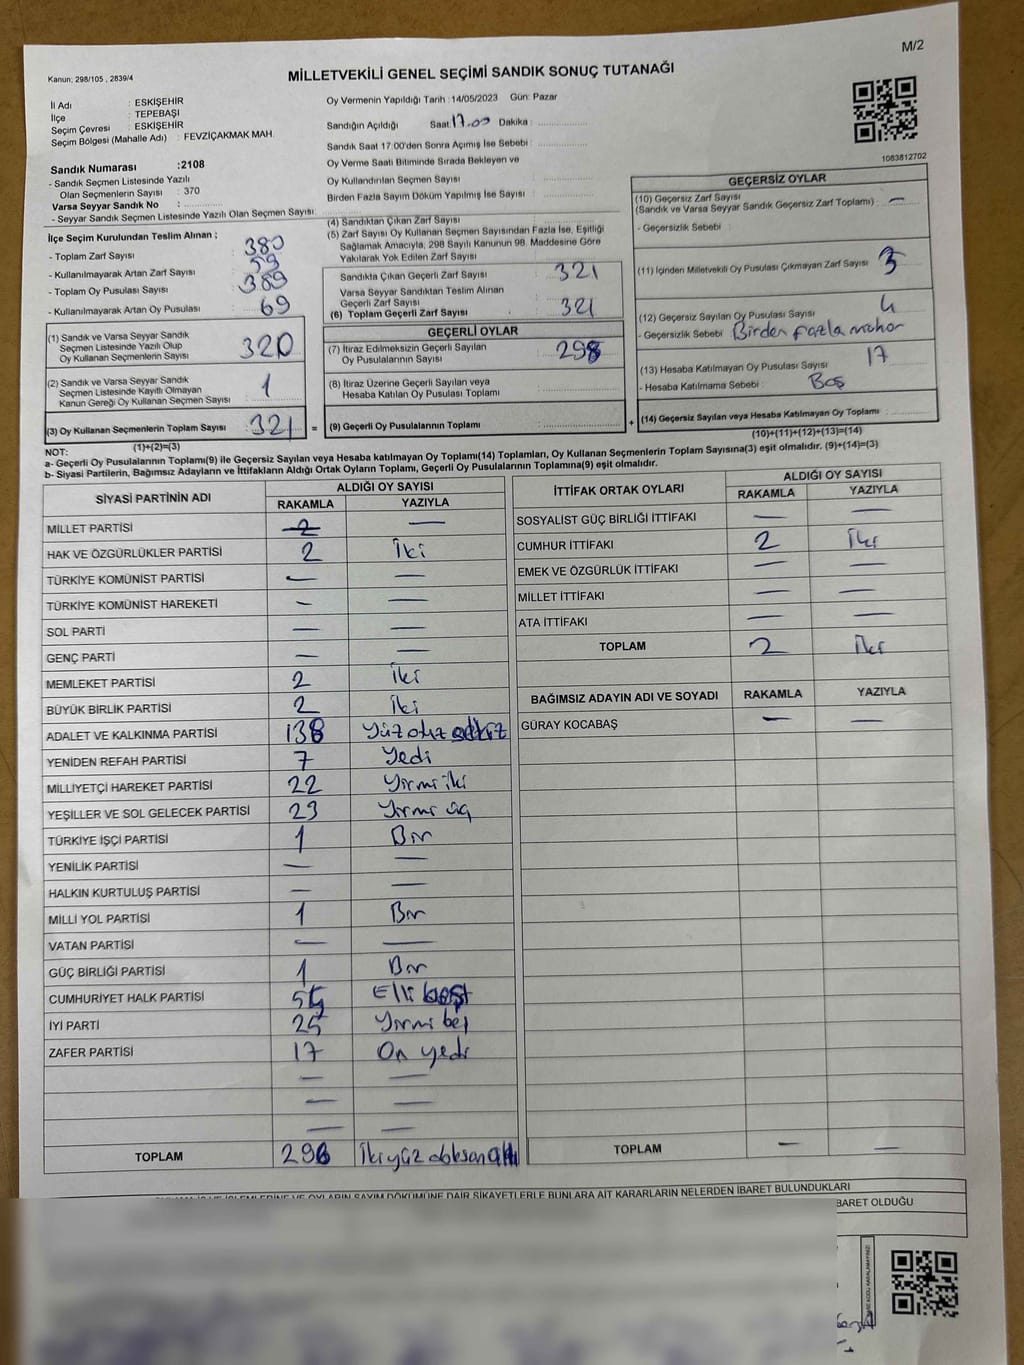 M/2
Kanun; 298/105 , 2839/4
MİLLETVEKİLİ GENEL SEÇİMİ SANDIK SONUÇ TUTANAĞI
İl Adı : ESKİŞEHİR
İlçe : TEPEBAŞI
Seçim Çevresi : ESKİŞEHİR
Seçim Bölgesi (Mahalle Adı) : FEVZİÇAKMAK MAH.
Oy Vermenin Yapıldığı Tarih : 14/05/2023 Gün: Pazar
Sandığın Açıldığı Saat 17.00 Dakika :
Sandık Saat 17:00'den Sonra Açımış İse Sebebi :
Oy Verme Saati Bitiminde Sırada Bekleyen ve
Oy Kullandırılan Seçmen Sayısı :
Birden Fazla Sayım Döküm Yapılmış İse Sayısı :
1083812702
Sandık Numarası :2108
- Sandık Seçmen Listesinde Yazılı
Olan Seçmenlerin Sayısı : 370
Varsa Seyyar Sandık No :
- Seyyar Sandık Seçmen Listesinde Yazılı Olan Seçmen Sayısı:
İlçe Seçim Kurulundan Teslim Alınan ;
- Toplam Zarf Sayısı : 380
- Kullanılmayarak Artan Zarf Sayısı : 59
- Toplam Oy Pusulası Sayısı : 389
- Kullanılmayarak Artan Oy Pusulası : 69
(1) Sandık ve Varsa Seyyar Sandık
Seçmen Listesinde Yazılı Olup
Oy Kullanan Seçmenlerin Sayısı : 320
(2) Sandık ve Varsa Seyyar Sandık
Seçmen Listesinde Kayıtlı Olmayan
Kanun Gereği Oy Kullanan Seçmen Sayısı : 1
(3) Oy Kullanan Seçmenlerin Toplam Sayısı : 321 =
(1)+(2)=(3)
(4) Sandıktan Çıkan Zarf Sayısı :
(5) Zarf Sayısı Oy Kullanan Seçmen Sayısından Fazla İse, Eşitliği
Sağlamak Amacıyla, 298 Sayılı Kanunun 98. Maddesine Göre
Yakılarak Yok Edilen Zarf Sayısı :
Sandıkta Çıkan Geçerli Zarf Sayısı : 321
Varsa Seyyar Sandıktan Teslim Alınan
Geçerli Zarf Sayısı :
(6) Toplam Geçerli Zarf Sayısı : 321
GEÇERLİ OYLAR
(7) İtiraz Edilmeksizin Geçerli Sayılan
Oy Pusulalarının Sayısı : 298
(8) İtiraz Üzerine Geçerli Sayılan veya
Hesaba Katılan Oy Pusulası Toplamı :
(9) Geçerli Oy Pusulalarının Toplamı : +
GEÇERSİZ OYLAR
(10) Geçersiz Zarf Sayısı
(Sandık ve Varsa Seyyar Sandık Geçersiz Zarf Toplamı) : —
- Geçersizlik Sebebi :
(11) İçinden Milletvekili Oy Pusulası Çıkmayan Zarf Sayısı : 3
(12) Geçersiz Sayılan Oy Pusulası Sayısı : 4
- Geçersizlik Sebebi : Birden fazla mühür
(13) Hesaba Katılmayan Oy Pusulası Sayısı : 17
- Hesaba Katılmama Sebebi : Boş
(14) Geçersiz Sayılan veya Hesaba Katılmayan Oy Toplamı :
(10)+(11)+(12)+(13)=(14)
NOT:
a- Geçerli Oy Pusulalarının Toplamı(9) ile Geçersiz Sayılan veya Hesaba katılmayan Oy Toplamı(14) Toplamları, Oy Kullanan Seçmenlerin Toplam Sayısına(3) eşit olmalıdır. (9)+(14)=(3)
b- Siyasi Partilerin, Bağımsız Adayların ve İttifakların Aldığı Ortak Oyların Toplamı, Geçerli Oy Pusulalarının Toplamına(9) eşit olmalıdır.
SİYASİ PARTİNİN ADI ALDIĞI OY SAYISI
RAKAMLA YAZIYLA
MİLLET PARTİSİ 2 —
HAK VE ÖZGÜRLÜKLER PARTİSİ 2 İki
TÜRKİYE KOMÜNİST PARTİSİ — —
TÜRKİYE KOMÜNİST HAREKETİ — —
SOL PARTİ — —
GENÇ PARTİ — —
MEMLEKET PARTİSİ 2 İki
BÜYÜK BİRLİK PARTİSİ 2 İki
ADALET VE KALKINMA PARTİSİ 138 Yüz otuz sekiz
YENİDEN REFAH PARTİSİ 7 Yedi
MİLLİYETÇİ HAREKET PARTİSİ 22 Yirmi iki
YEŞİLLER VE SOL GELECEK PARTİSİ 23 Yirmi üç
TÜRKİYE İŞÇİ PARTİSİ 1 Bir
YENİLİK PARTİSİ — —
HALKIN KURTULUŞ PARTİSİ — —
MİLLİ YOL PARTİSİ 1 Bir
VATAN PARTİSİ — —
GÜÇ BİRLİĞİ PARTİSİ 1 Bir
CUMHURİYET HALK PARTİSİ 55 Elli beş
İYİ PARTİ 25 Yirmi beş
ZAFER PARTİSİ 17 On yedi
— —
— —
— —
TOPLAM 296 İki yüz doksan altı
İTTİFAK ORTAK OYLARI ALDIĞI OY SAYISI
RAKAMLA YAZIYLA
SOSYALİST GÜÇ BİRLİĞİ İTTİFAKI — —
CUMHUR İTTİFAKI 2 İki
EMEK VE ÖZGÜRLÜK İTTİFAKI — —
MİLLET İTTİFAKI — —
ATA İTTİFAKI — —
TOPLAM 2 İki
BAĞIMSIZ ADAYIN ADI VE SOYADI RAKAMLA YAZIYLA
GÜRAY KOCABAŞ — —
TOPLAM — —
OYLARIN SAYIM DÖKÜMÜNE DAİR ŞİKAYETLERLE BUNLARA AİT KARARLARIN NELERDEN İBARET BULUNDUKLARI
BARET OLDUĞU